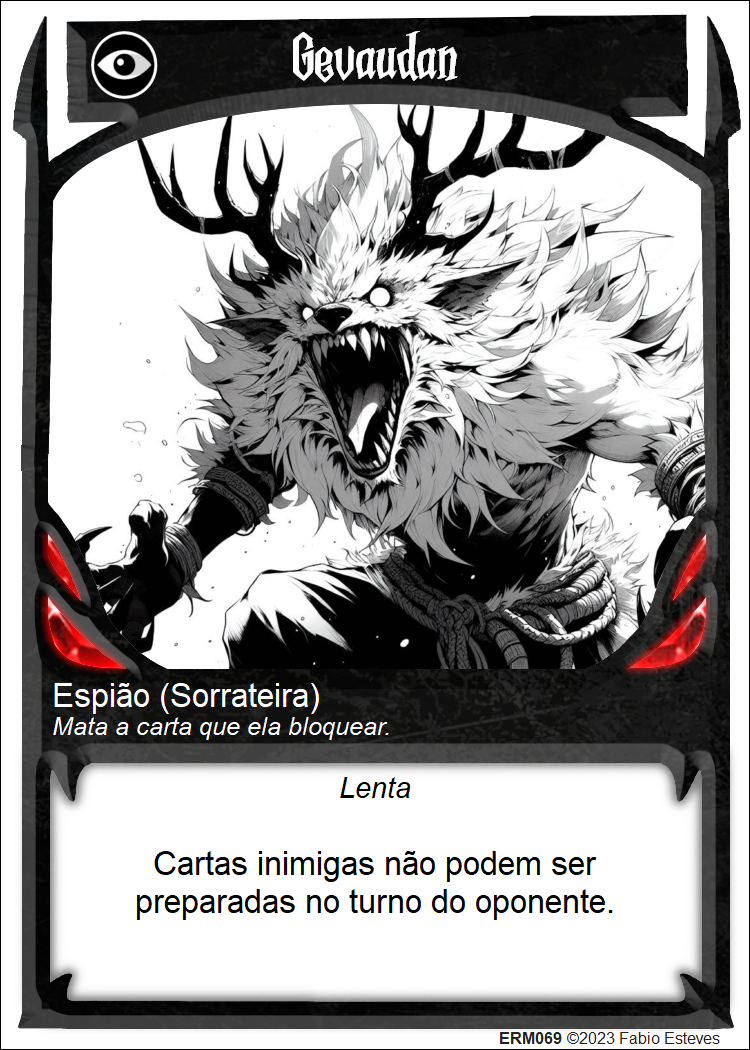 Gevaudan
Espião (Sorrateira)
Mata a carta que ela bloquear.
Lenta
Cartas inimigas não podem ser
preparadas no turno do oponente.
ERM069 ©2023 Fabio Esteves